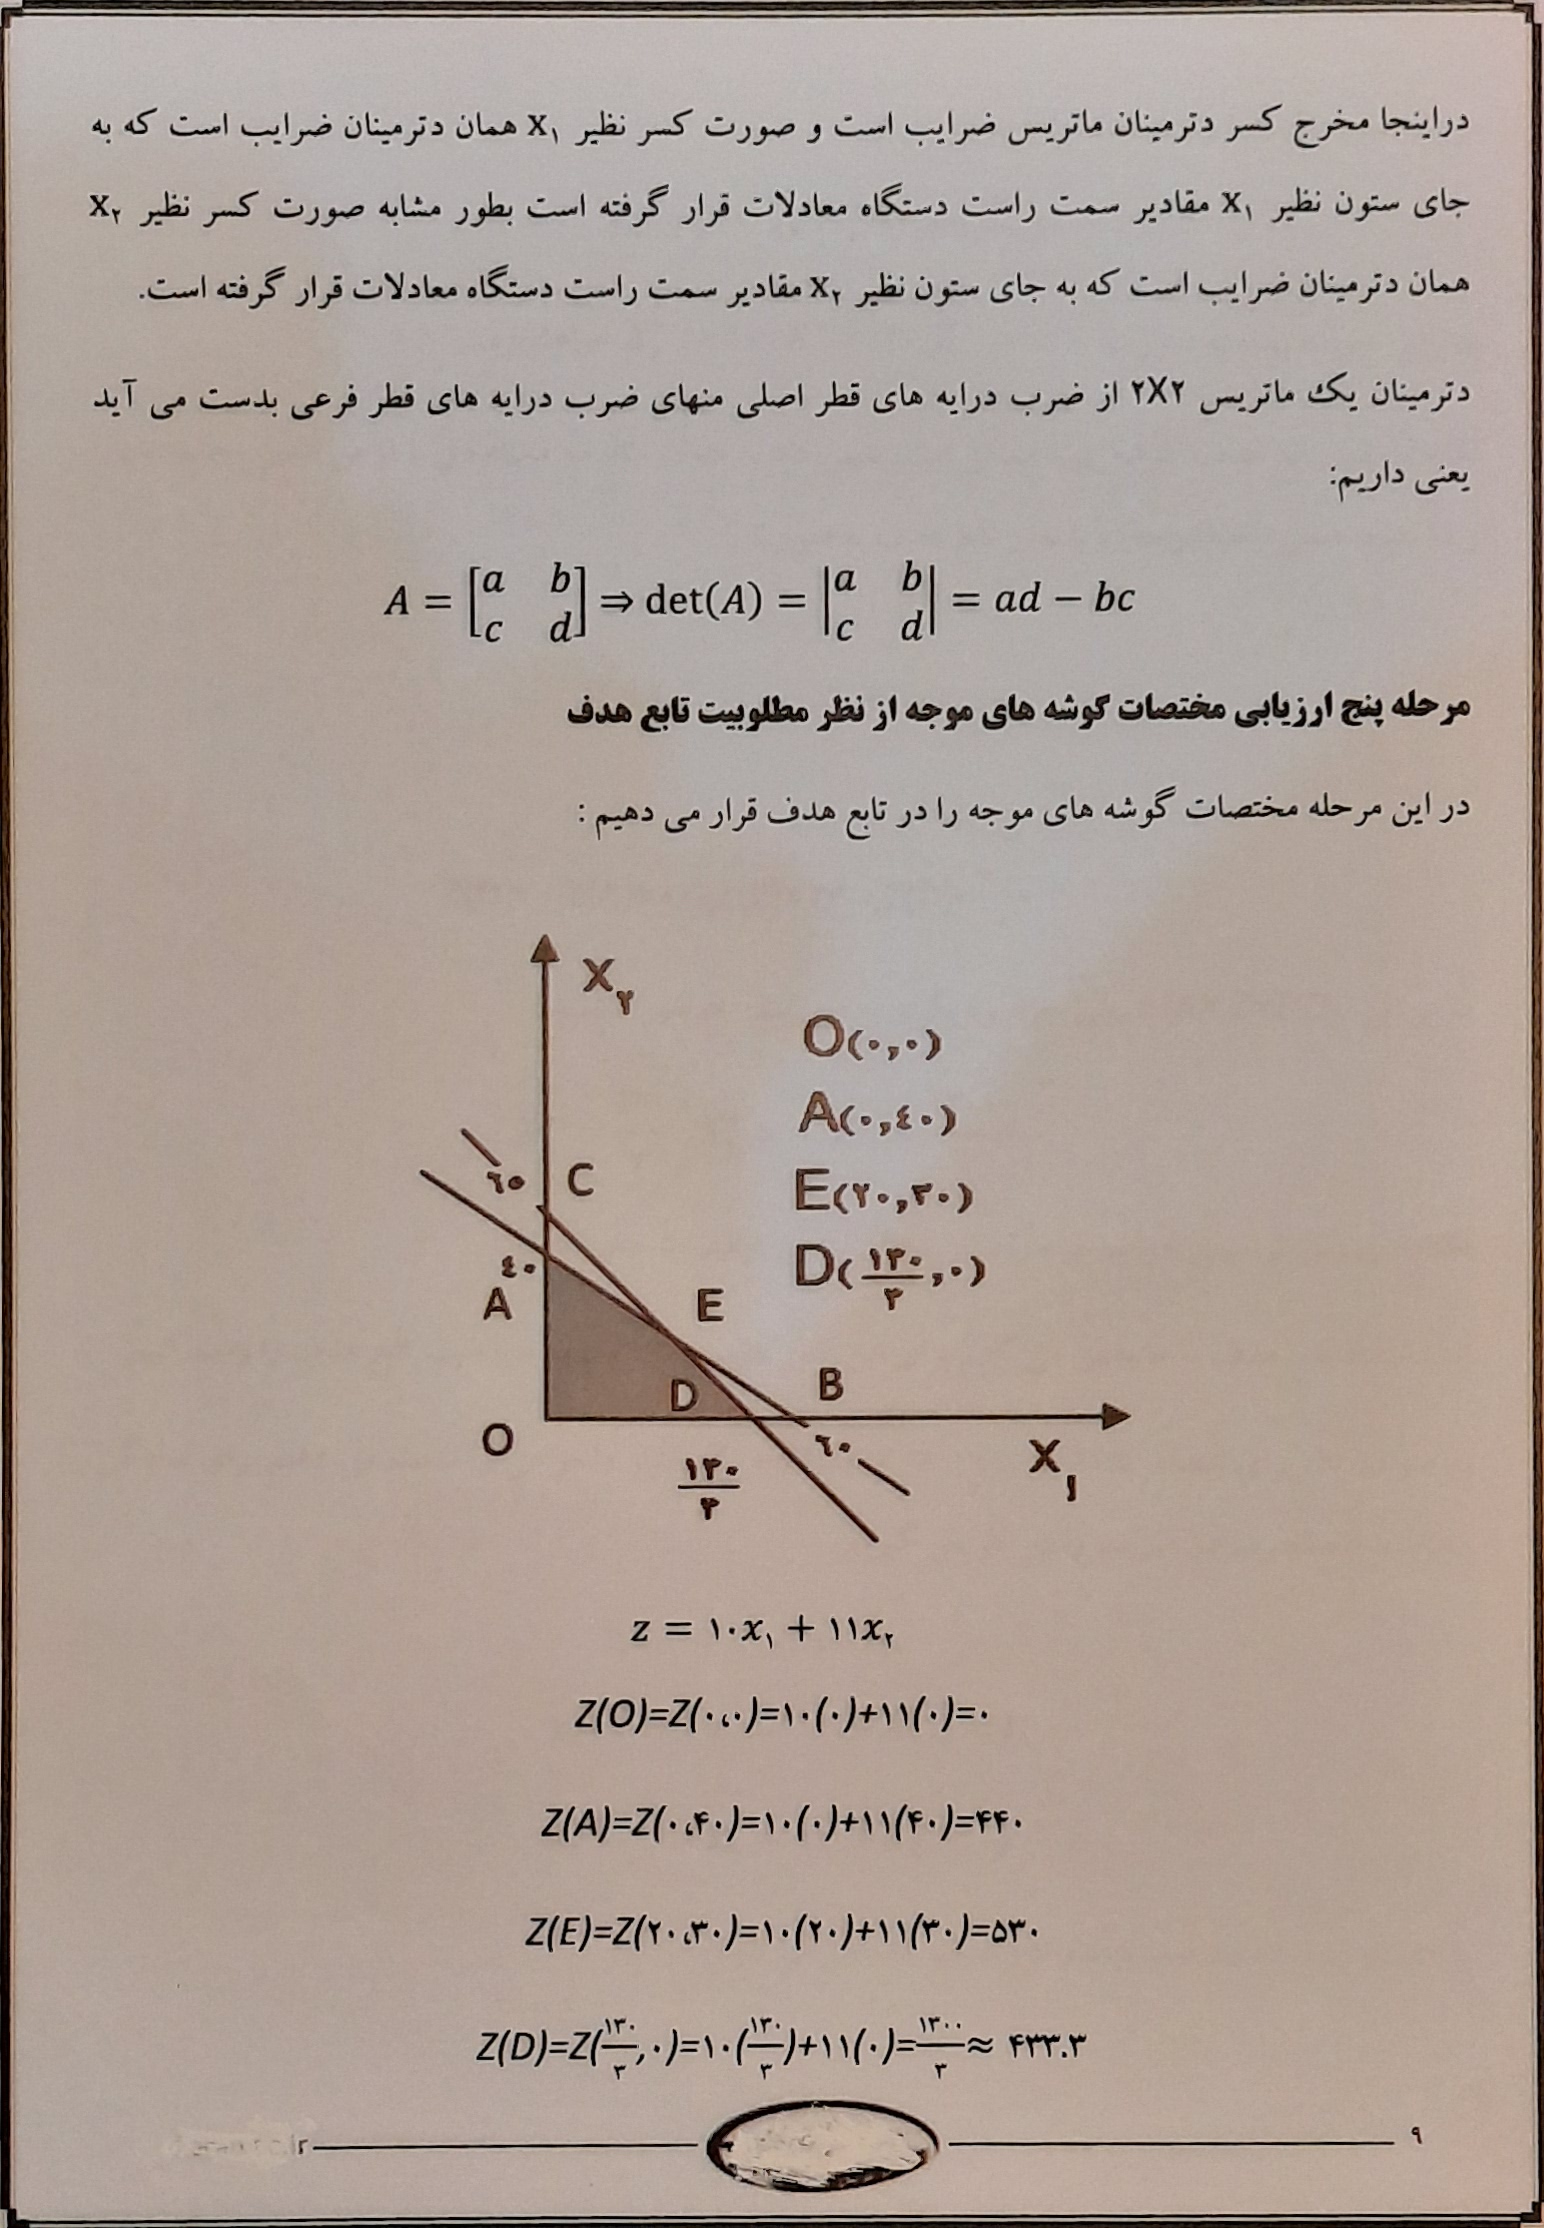 دراینجا مخرج کسر دترمینان ماتریس ضرایب است و صورت کسر نظیر X۱ همان دترمینان ضرایب است که به
جای ستون نظیر X۱ مقادیر سمت راست دستگاه معادلات قرار گرفته است بطور مشابه صورت کسر نظیر X۲
همان دترمینان ضرایب است که به جای ستون نظیر X۲ مقادیر سمت راست دستگاه معادلات قرار گرفته است.
دترمینان یک ماتریس ۲X۲ از ضرب درایه های قطر اصلی منهای ضرب درایه های قطر فرعی بدست می آید
یعنی داریم:
A = [a b; c d] ⇒ det(A) = |a b; c d| = ad − bc
مرحله پنج ارزیابی مختصات گوشه های موجه از نظر مطلوبیت تابع هدف
در این مرحله مختصات گوشه های موجه را در تابع هدف قرار می دهیم :
X۲
O(۰,۰)
A(۰,٤۰)
E(۲۰,۳۰)
D(۱۳۰/۳,۰)
٦٥ C
٤۰
A E
D B
O ٦۰ X۱
۱۳۰/۳
z = ۱۰x۱ + ۱۱x۲
Z(O)=Z(۰،۰)=۱۰(۰)+۱۱(۰)=۰
Z(A)=Z(۰،۴۰)=۱۰(۰)+۱۱(۴۰)=۴۴۰
Z(E)=Z(۲۰،۳۰)=۱۰(۲۰)+۱۱(۳۰)=۵۳۰
Z(D)=Z(۱۳۰/۳,۰)=۱۰(۱۳۰/۳)+۱۱(۰)=۱۳۰۰/۳≈ ۴۳۳.۳
۹